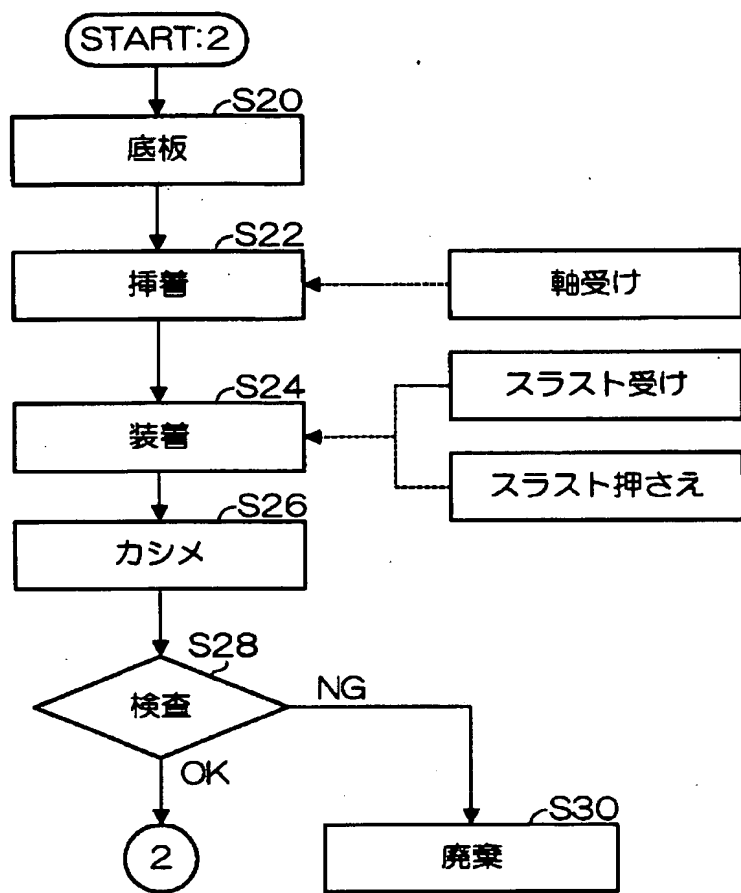 START:2
S20
底板
S22
挿着
軸受け
S24
装着
スラスト受け
スラスト押さえ
S26
カシメ
S28
検査
NG
OK
2
S30
廃棄